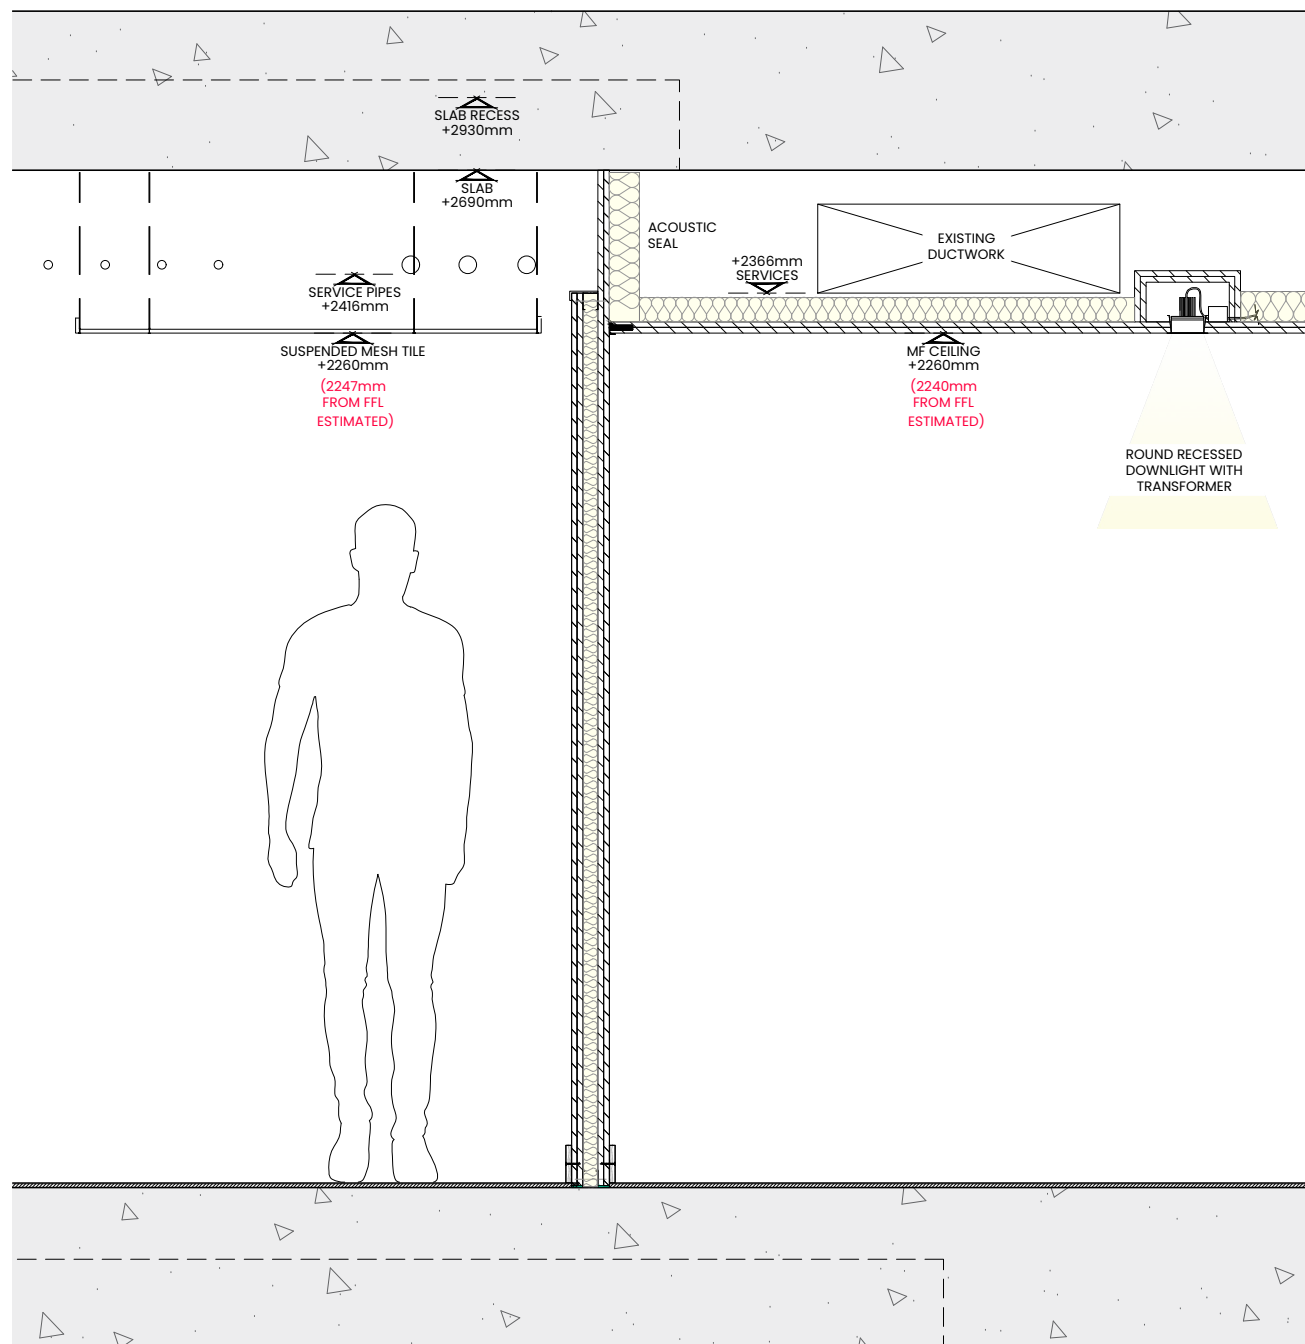 SLAB RECESS
+2930mm
SLAB
+2690mm
ACOUSTIC
SEAL
EXISTING
DUCTWORK
+2366mm
SERVICES
SERVICE PIPES
+2416mm
SUSPENDED MESH TILE
+2260mm
(2247mm
FROM FFL
ESTIMATED)
MF CEILING
+2260mm
(2240mm
FROM FFL
ESTIMATED)
ROUND RECESSED
DOWNLIGHT WITH
TRANSFORMER